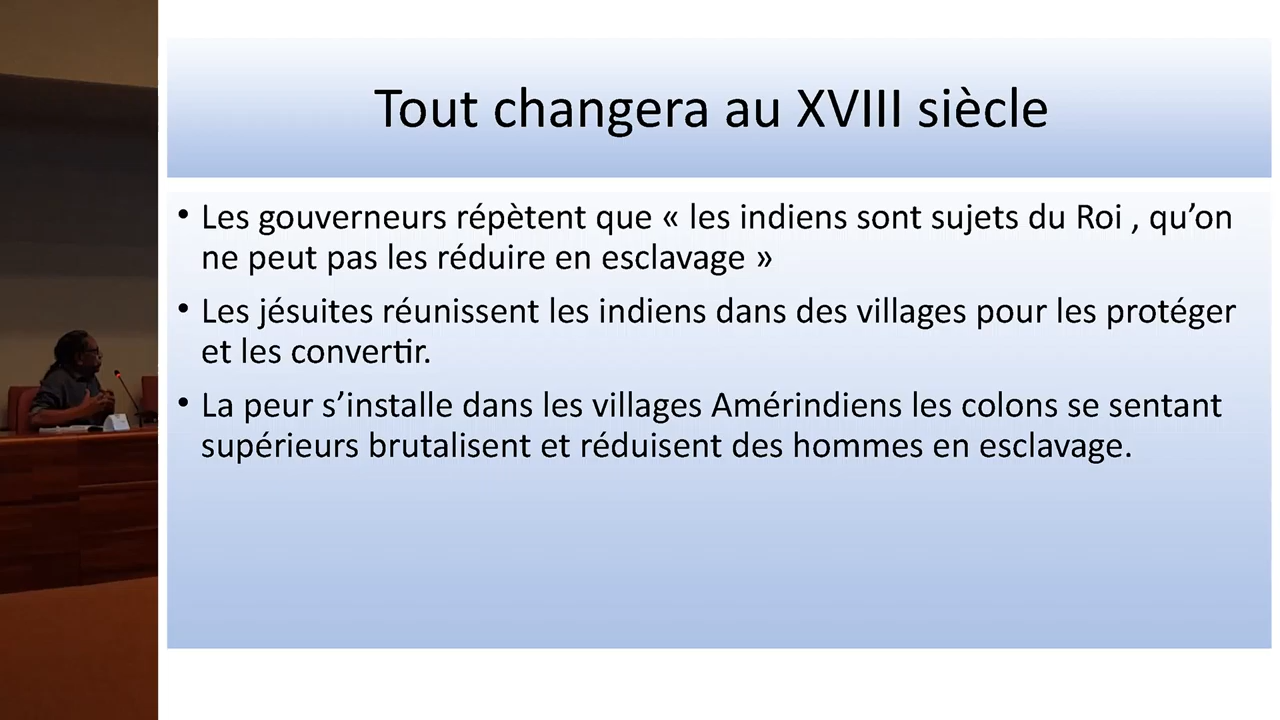 Tout changera au XVIII siècle
• Les gouverneurs répètent que « les indiens sont sujets du Roi , qu’on
ne peut pas les réduire en esclavage »
• Les jésuites réunissent les indiens dans des villages pour les protéger
et les convertir.
• La peur s’installe dans les villages Amérindiens les colons se sentant
supérieurs brutalisent et réduisent des hommes en esclavage.